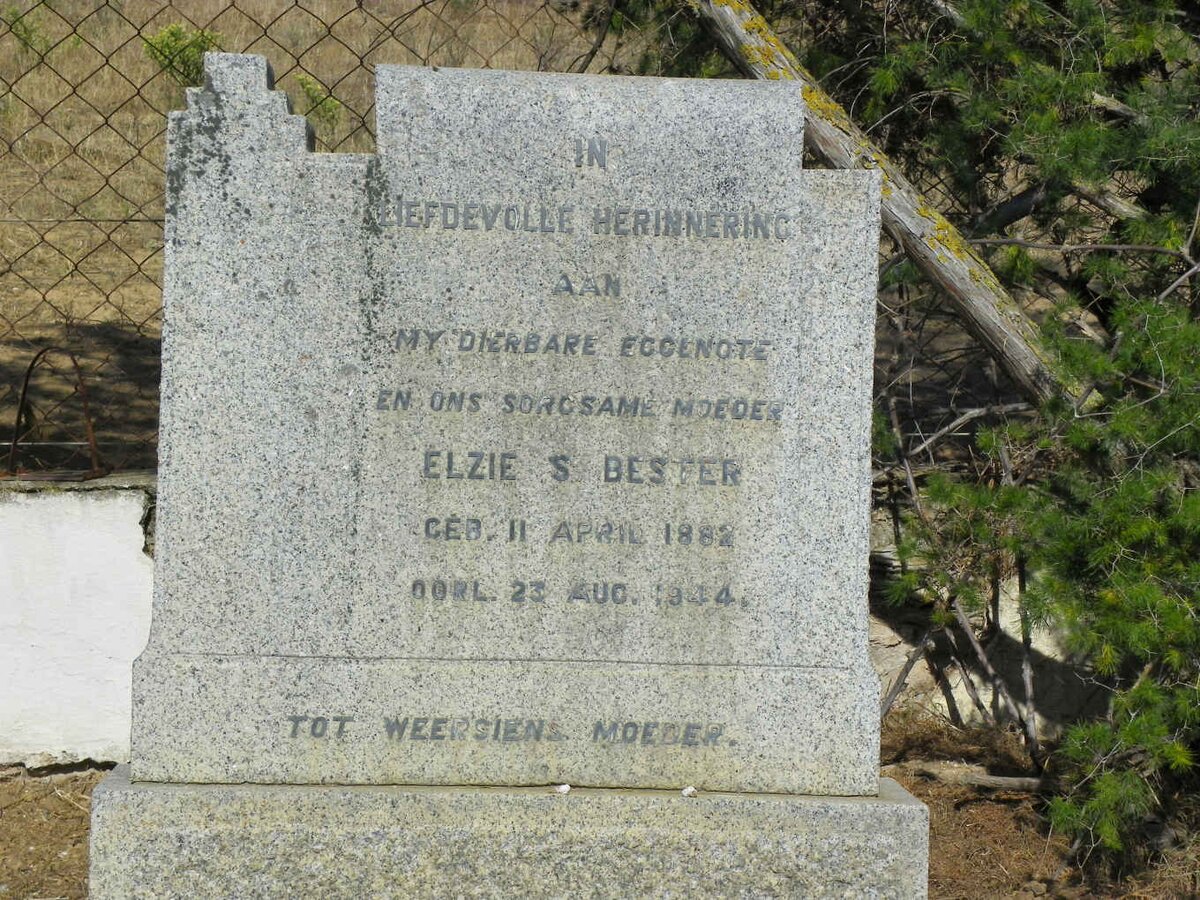 IN
LIEFDEVOLLE HERINNERING
AAN
MY DIERBARE EGGENOTE
EN ONS SORGSAME MOEDER
ELZIE S. BESTER
GEB. 11 APRIL 1882
OORL. 23 AUG. 1944.
TOT WEERSIENS MOEDER.